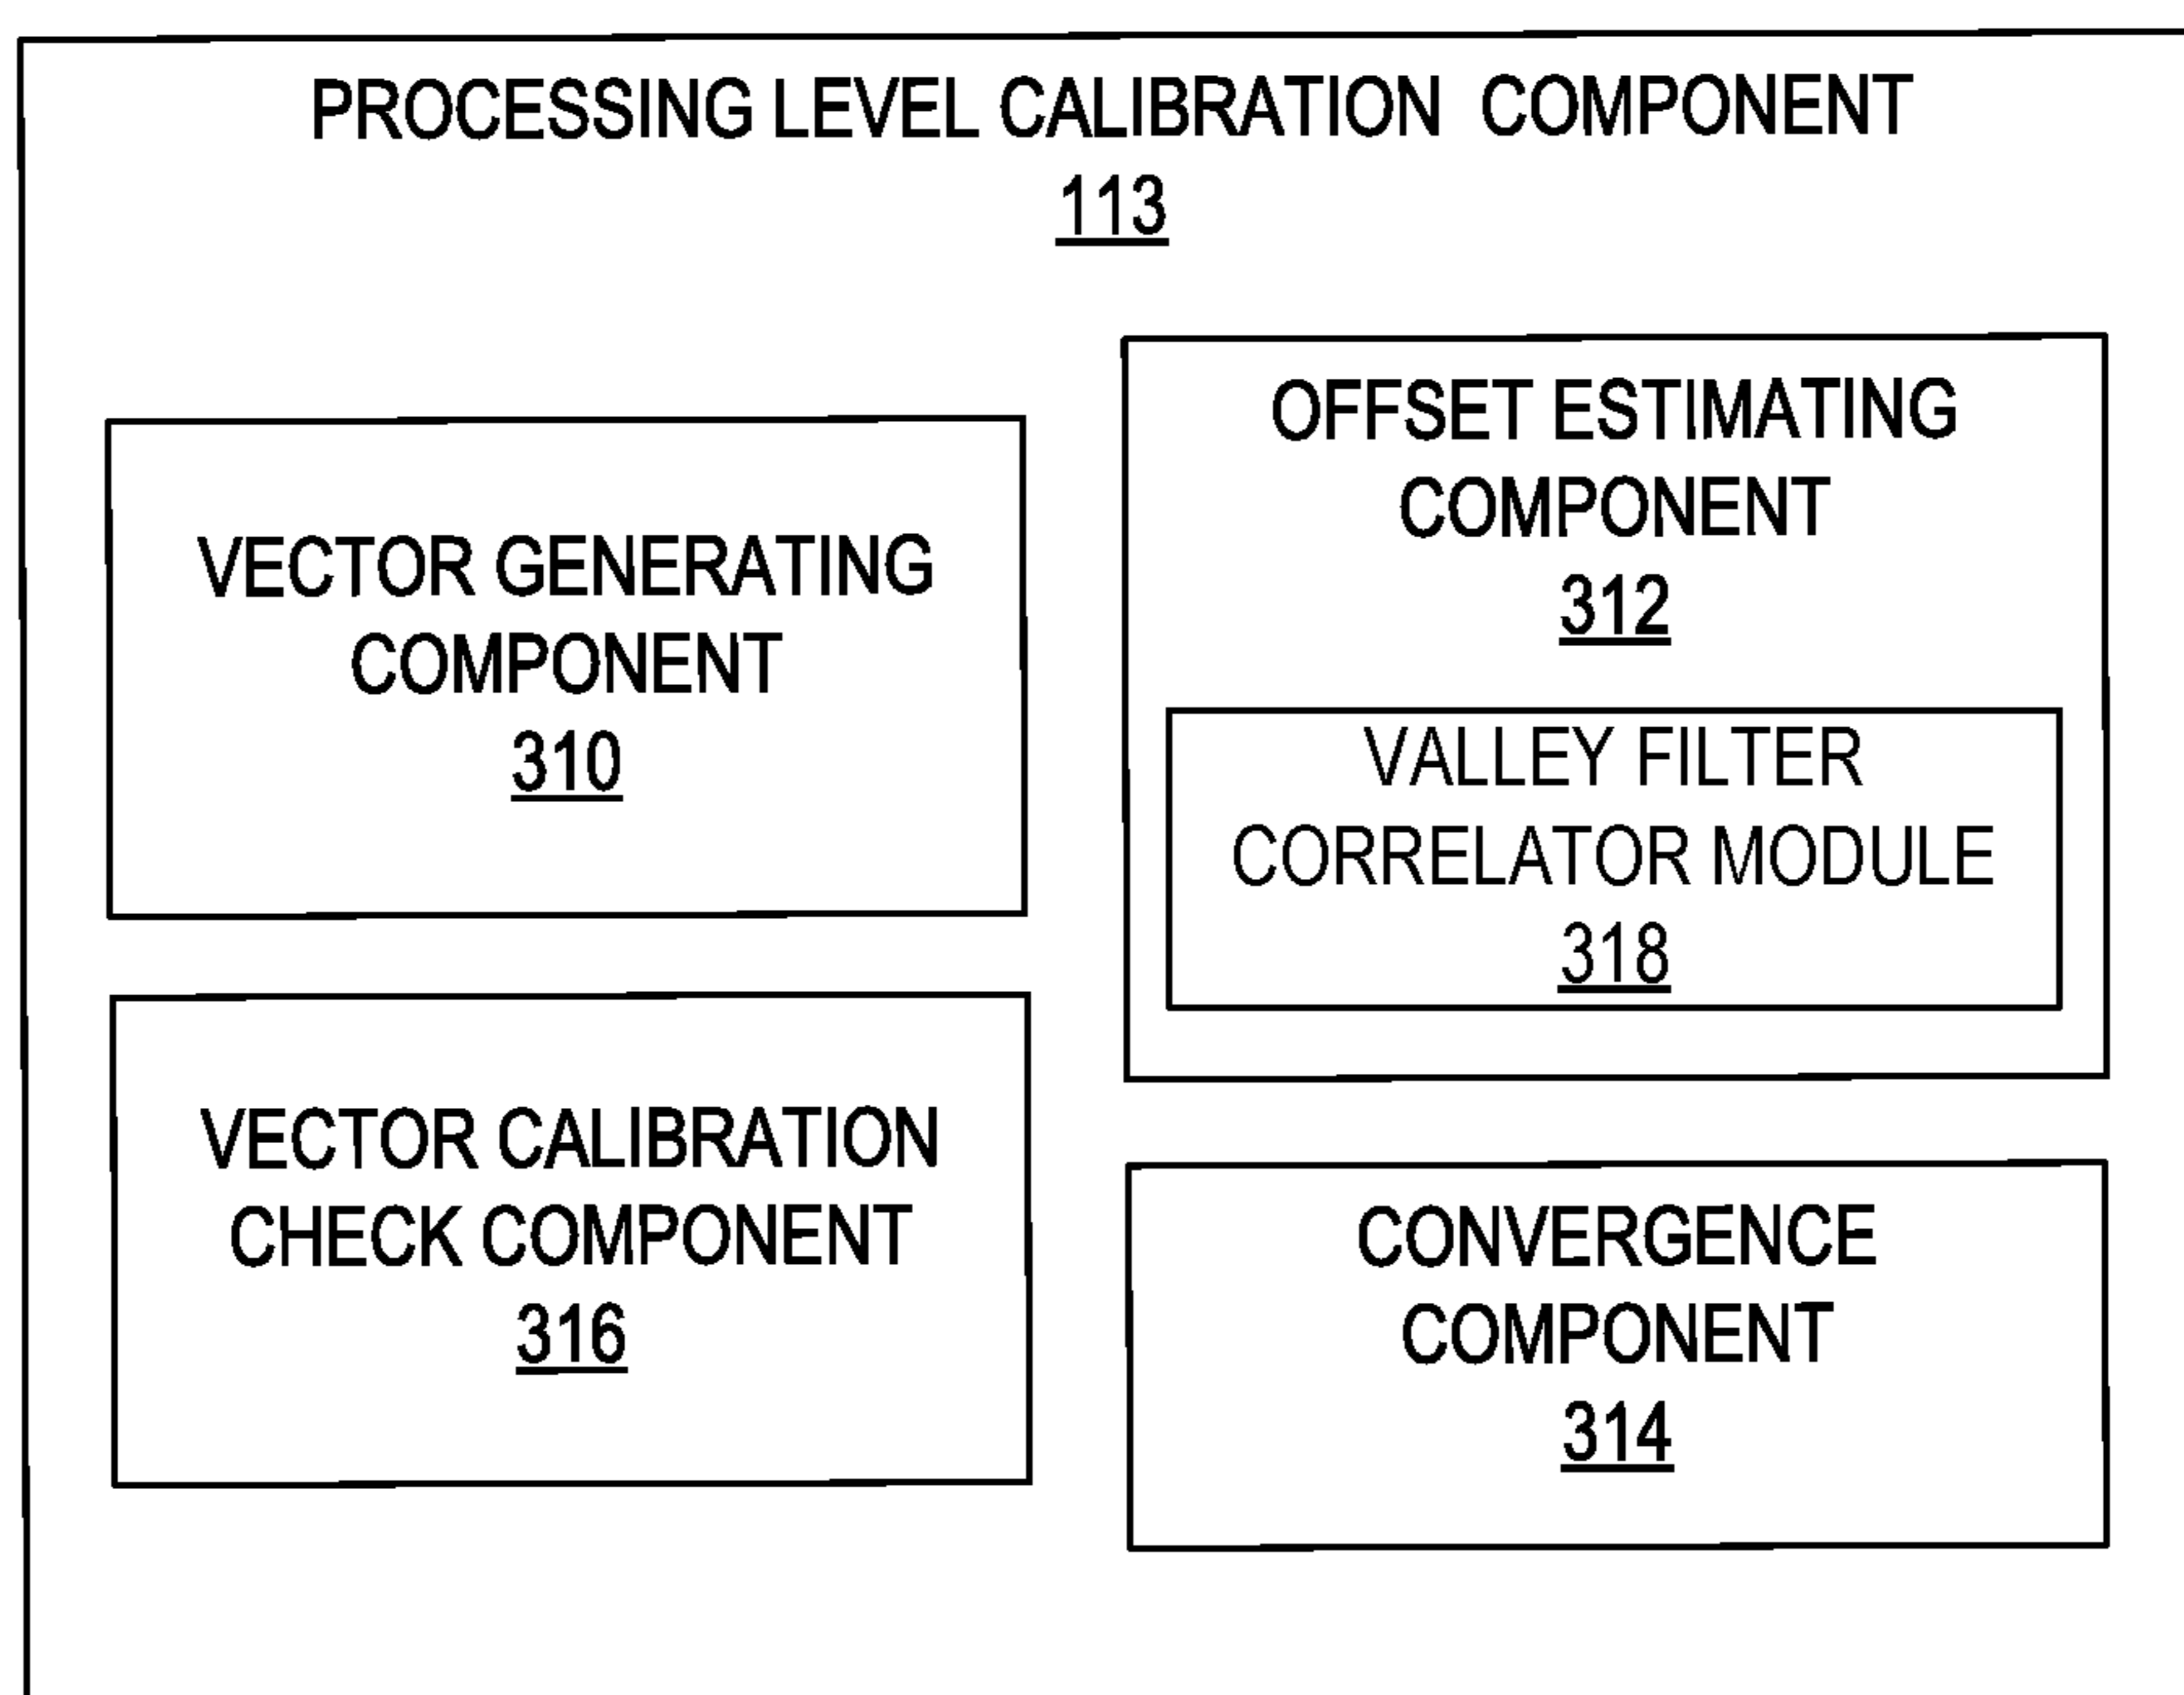 PROCESSING LEVEL CALIBRATION COMPONENT
113
VECTOR GENERATING
COMPONENT
310
OFFSET ESTIMATING
COMPONENT
312
VALLEY FILTER
CORRELATOR MODULE
318
VECTOR CALIBRATION
CHECK COMPONENT
316
CONVERGENCE
COMPONENT
314